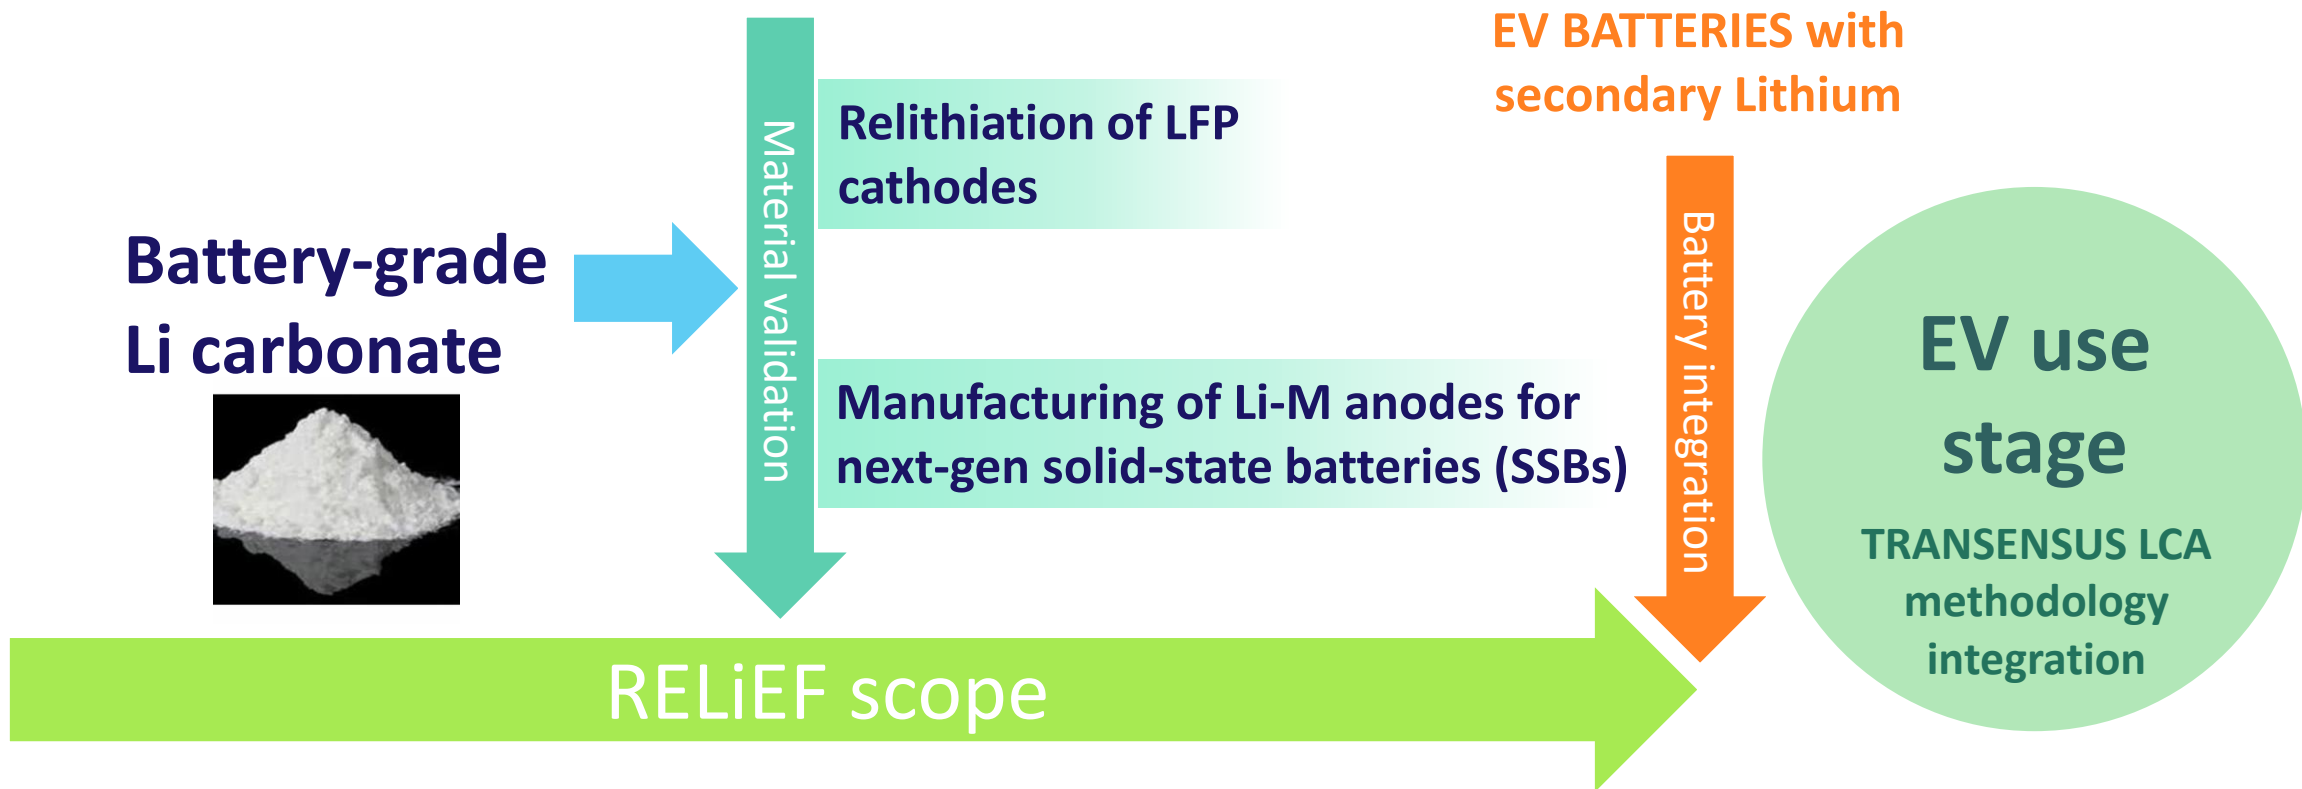 Battery-grade
Li carbonate
Material validation
Relithiation of LFP
cathodes
Manufacturing of Li-M anodes for
next-gen solid-state batteries (SSBs)
EV BATTERIES with
secondary Lithium
Battery integration
EV use
stage
TRANSENSUS LCA
methodology
integration
RELiEF scope